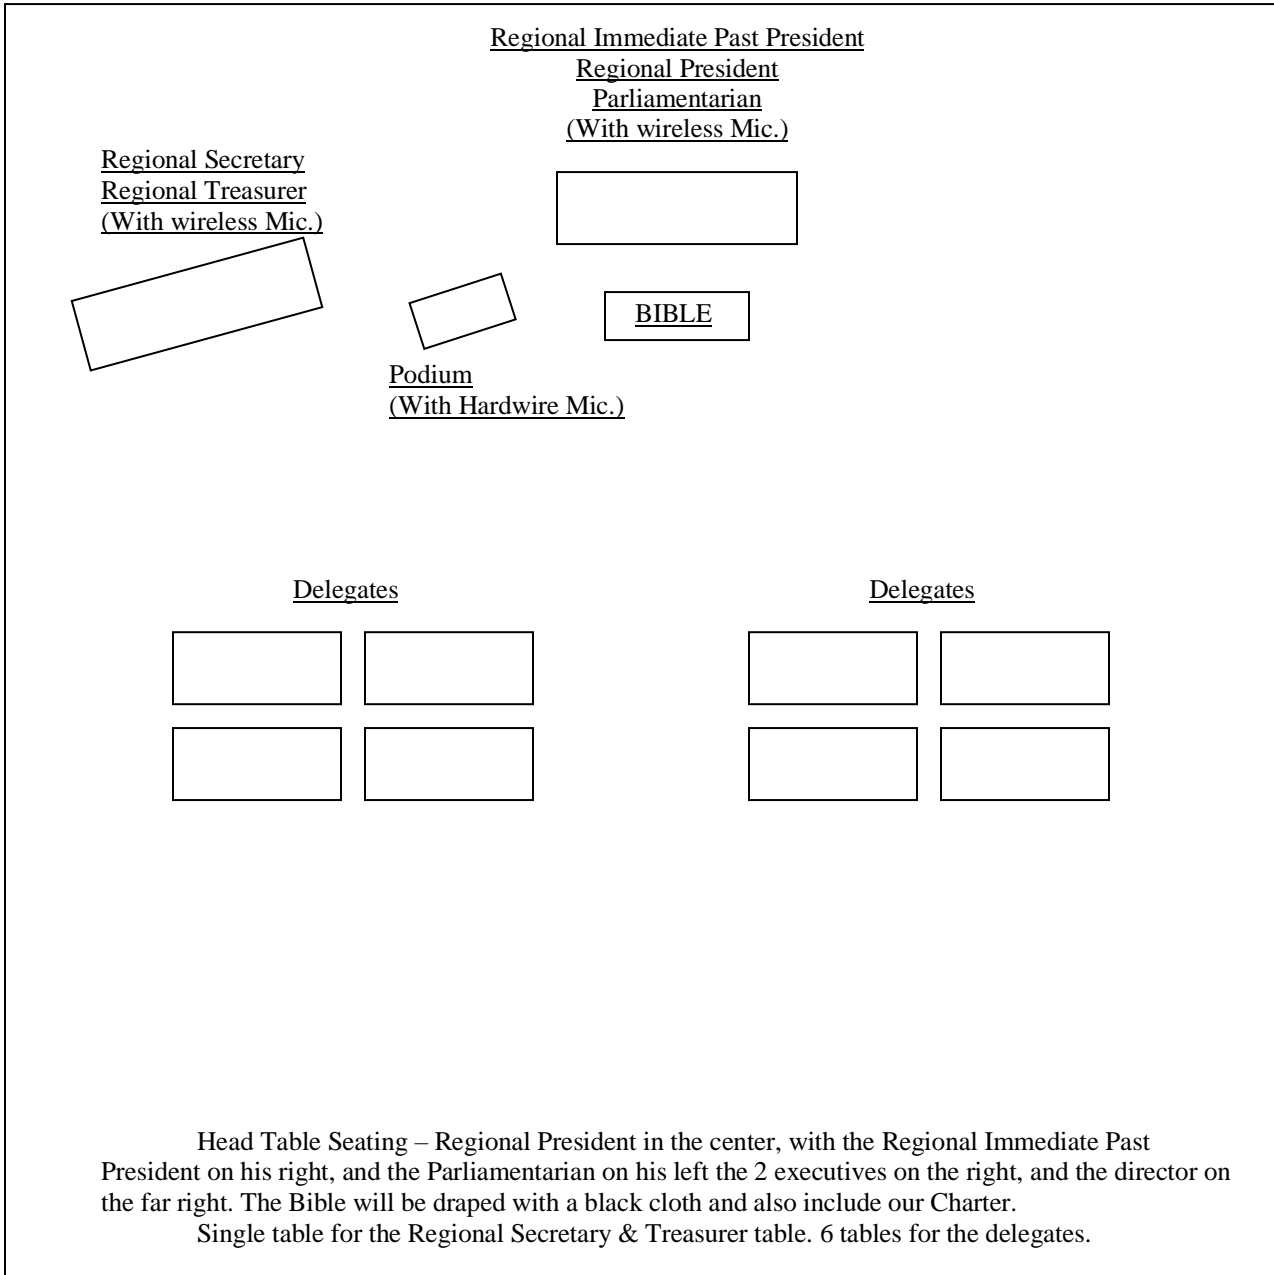 Regional Immediate Past President
Regional President
Parliamentarian
(With wireless Mic.)
Regional Secretary
Regional Treasurer
(With wireless Mic.)
BIBLE
Podium
(With Hardwire Mic.)
Delegates
Delegates
Head Table Seating – Regional President in the center, with the Regional Immediate Past
President on his right, and the Parliamentarian on his left the 2 executives on the right, and the director on
the far right. The Bible will be draped with a black cloth and also include our Charter.
Single table for the Regional Secretary & Treasurer table. 6 tables for the delegates.